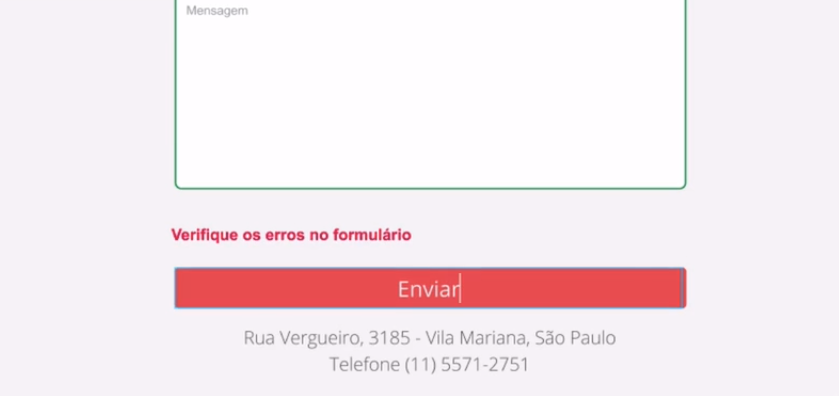 Mensagem
Verifique os erros no formulário
Enviar
Rua Vergueiro, 3185 - Vila Mariana, São Paulo
Telefone (11) 5571-2751